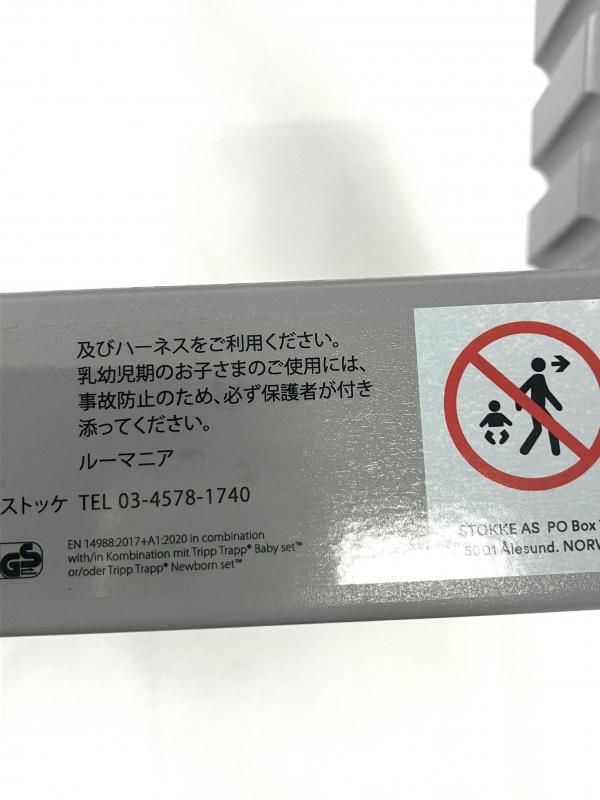 及びハーネスをご利用ください。
乳幼児期のお子さまのご使用には、
事故防止のため、必ず保護者が付き
添ってください。
ルーマニア
ストッケ TEL 03-4578-1740
GS
EN 14988:2017+A1:2020 in combination
with/in Kombination mit Tripp Trapp® Baby set™
or/oder Tripp Trapp® Newborn set™
STOKKE AS PO Box
6001 Ålesund. NORW